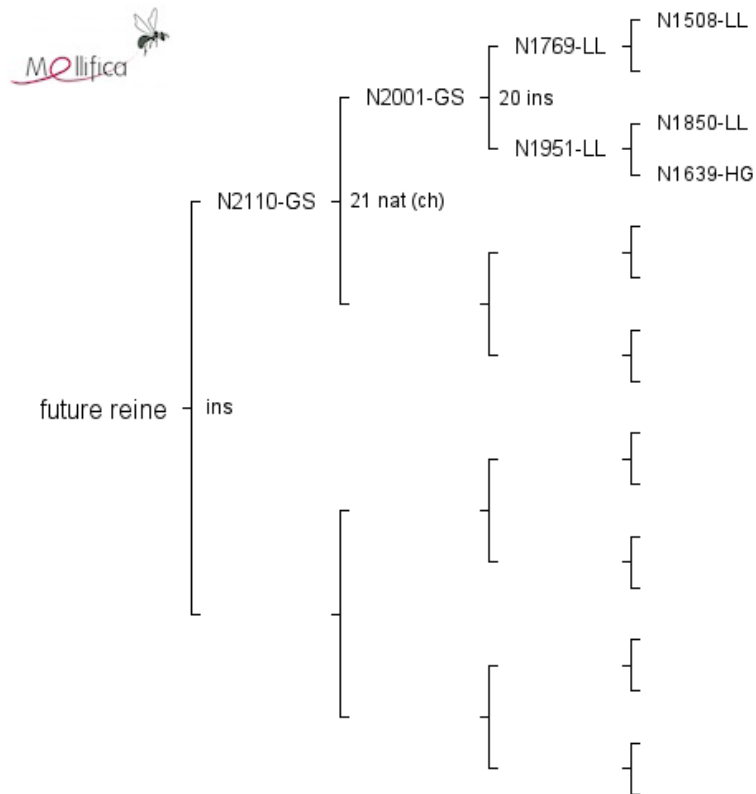 Mellifica
N1508-LL
N1769-LL
N2001-GS
20 ins
N1850-LL
N1951-LL
N1639-HG
N2110-GS
21 nat (ch)
future reine
ins